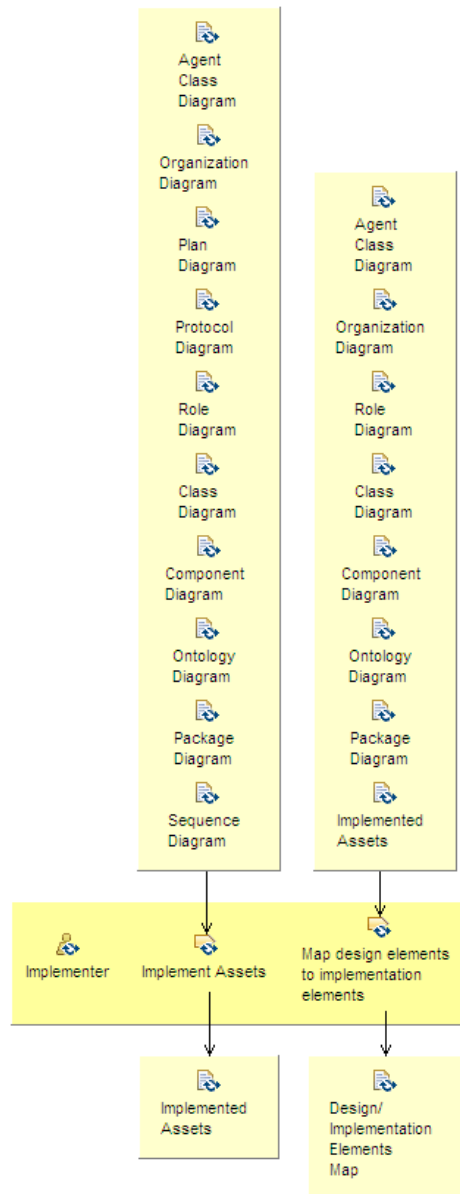 Agent
Class
Diagram
Organization
Diagram
Plan
Diagram
Protocol
Diagram
Role
Diagram
Class
Diagram
Component
Diagram
Ontology
Diagram
Package
Diagram
Sequence
Diagram
Agent
Class
Diagram
Organization
Diagram
Role
Diagram
Class
Diagram
Component
Diagram
Ontology
Diagram
Package
Diagram
Implemented
Assets
Implementer
Implement Assets
Map design elements
to implementation
elements
Implemented
Assets
Design/
Implementation
Elements
Map